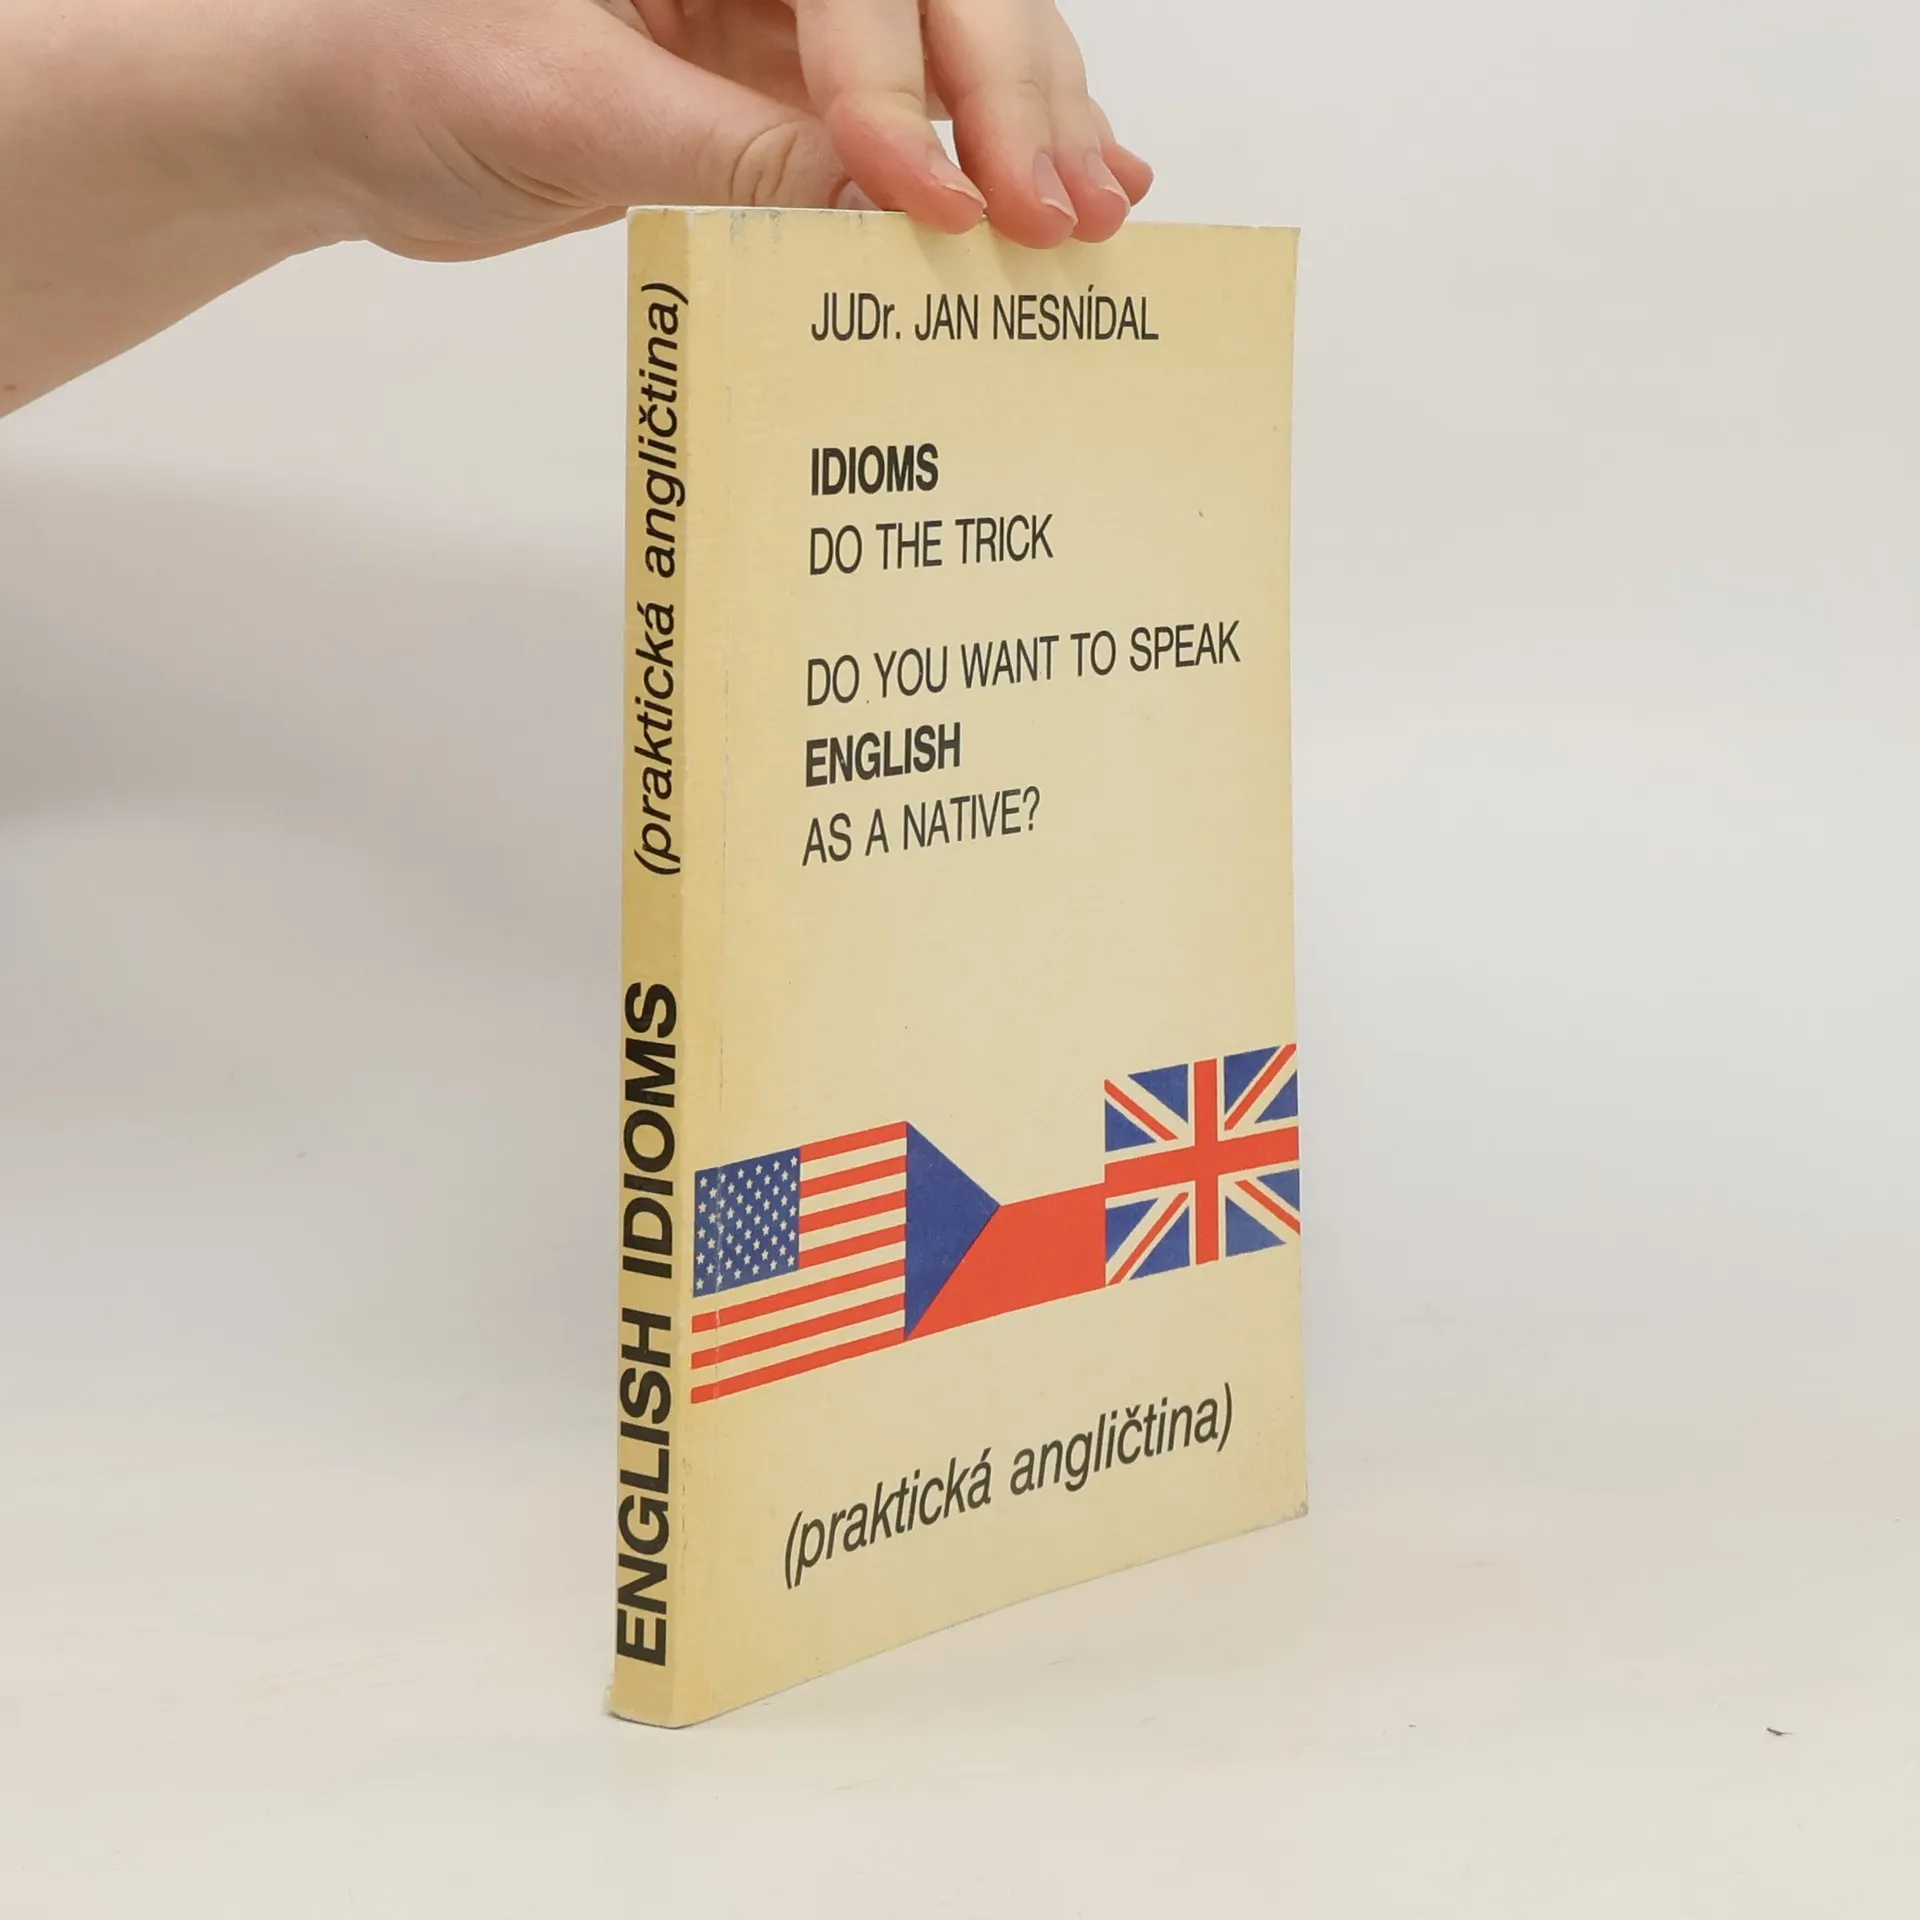 JUDr. JAN NESNÍDAL
IDIOMS
DO THE TRICK
DO YOU WANT TO SPEAK
ENGLISH
AS A NATIVE?
(praktická angličtina)
ENGLISH IDIOMS (praktická angličtina)